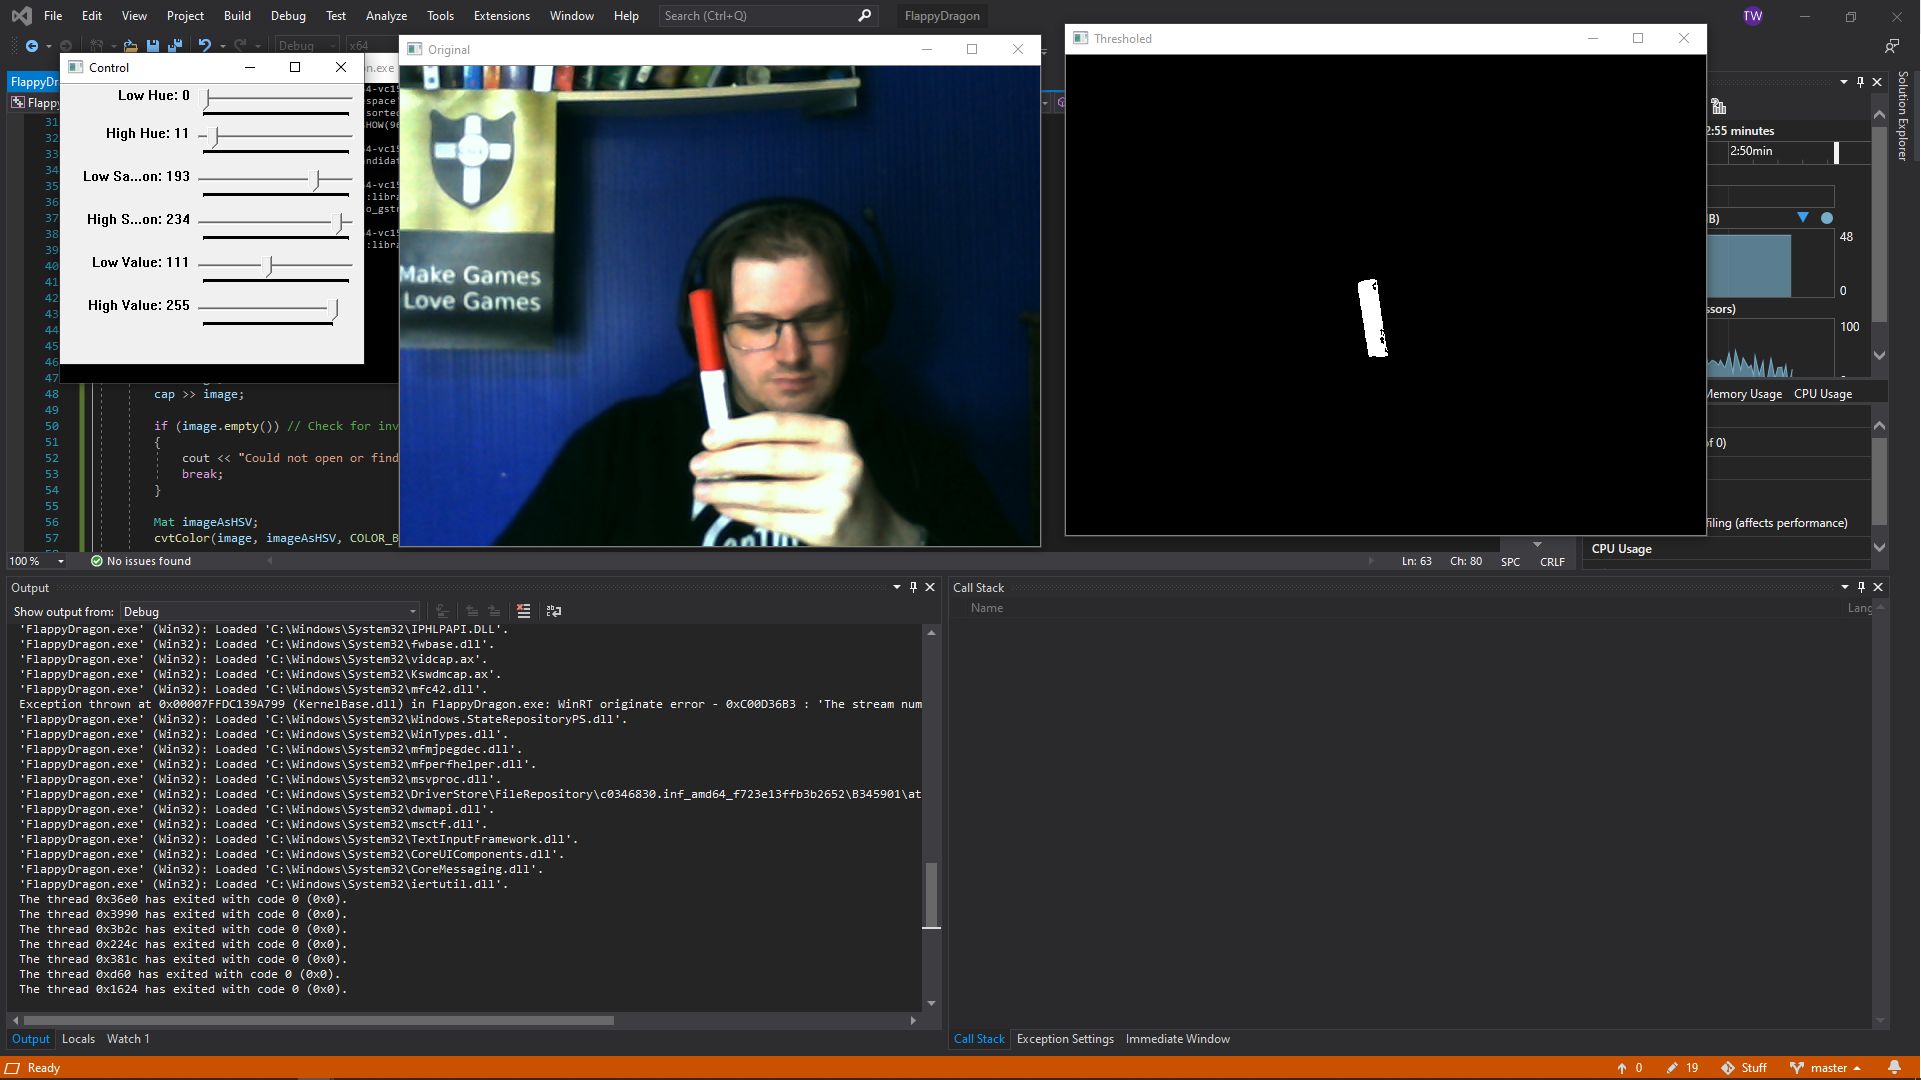 File Edit View Project Build Debug Test Analyze Tools Extensions Window Help Search (Ctrl+Q) FlappyDragon TW
Debug x64
Control
Low Hue: 0
High Hue: 11
Low Sa...on: 193
High S...on: 234
Low Value: 111
High Value: 255
Original
Make Games
Love Games
Thresholed
Solution Explorer
2:55 minutes
2:50min
48
0
100
Memory Usage CPU Usage
of 0)
filing (affects performance)
CPU Usage
31
32
33
34
35
36
37
38
39
40
41
42
43
44
45
46
47
48 cap >> image;
49
50 if (image.empty()) // Check for inv
51 {
52 cout << "Could not open or find
53 break;
54 }
55
56 Mat imageAsHSV;
57 cvtColor(image, imageAsHSV, COLOR_B
100 % No issues found Ln: 63 Ch: 80 SPC CRLF
Output
Show output from: Debug
'FlappyDragon.exe' (Win32): Loaded 'C:\Windows\System32\IPHLPAPI.DLL'.
'FlappyDragon.exe' (Win32): Loaded 'C:\Windows\System32\fwbase.dll'.
'FlappyDragon.exe' (Win32): Loaded 'C:\Windows\System32\vidcap.ax'.
'FlappyDragon.exe' (Win32): Loaded 'C:\Windows\System32\Kswdmcap.ax'.
'FlappyDragon.exe' (Win32): Loaded 'C:\Windows\System32\mfc42.dll'.
Exception thrown at 0x00007FFDC139A799 (KernelBase.dll) in FlappyDragon.exe: WinRT originate error - 0xC00D36B3 : 'The stream num
'FlappyDragon.exe' (Win32): Loaded 'C:\Windows\System32\Windows.StateRepositoryPS.dll'.
'FlappyDragon.exe' (Win32): Loaded 'C:\Windows\System32\WinTypes.dll'.
'FlappyDragon.exe' (Win32): Loaded 'C:\Windows\System32\mfmjpegdec.dll'.
'FlappyDragon.exe' (Win32): Loaded 'C:\Windows\System32\mfperfhelper.dll'.
'FlappyDragon.exe' (Win32): Loaded 'C:\Windows\System32\msvproc.dll'.
'FlappyDragon.exe' (Win32): Loaded 'C:\Windows\System32\DriverStore\FileRepository\c0346830.inf_amd64_f723e13ffb3b2652\B345901\at
'FlappyDragon.exe' (Win32): Loaded 'C:\Windows\System32\dwmapi.dll'.
'FlappyDragon.exe' (Win32): Loaded 'C:\Windows\System32\msctf.dll'.
'FlappyDragon.exe' (Win32): Loaded 'C:\Windows\System32\TextInputFramework.dll'.
'FlappyDragon.exe' (Win32): Loaded 'C:\Windows\System32\CoreUIComponents.dll'.
'FlappyDragon.exe' (Win32): Loaded 'C:\Windows\System32\CoreMessaging.dll'.
'FlappyDragon.exe' (Win32): Loaded 'C:\Windows\System32\iertutil.dll'.
The thread 0x36e0 has exited with code 0 (0x0).
The thread 0x3990 has exited with code 0 (0x0).
The thread 0x3b2c has exited with code 0 (0x0).
The thread 0x224c has exited with code 0 (0x0).
The thread 0x381c has exited with code 0 (0x0).
The thread 0xd60 has exited with code 0 (0x0).
The thread 0x1624 has exited with code 0 (0x0).
Output Locals Watch 1
Call Stack
Name Lang
Call Stack Exception Settings Immediate Window
Ready 0 19 Stuff master